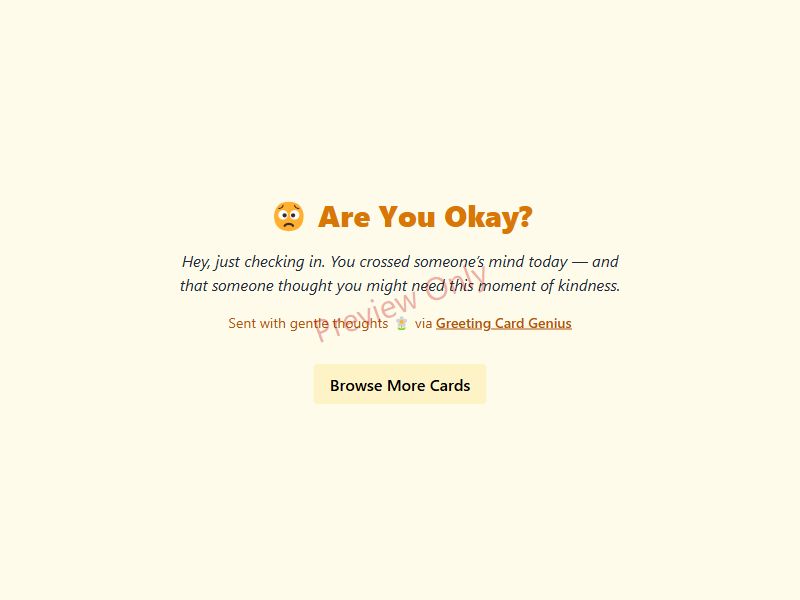 😟 Are You Okay?
Hey, just checking in. You crossed someone's mind today — and
that someone thought you might need this moment of kindness.
Preview Only
Sent with gentle thoughts 🌼 via Greeting Card Genius
Browse More Cards